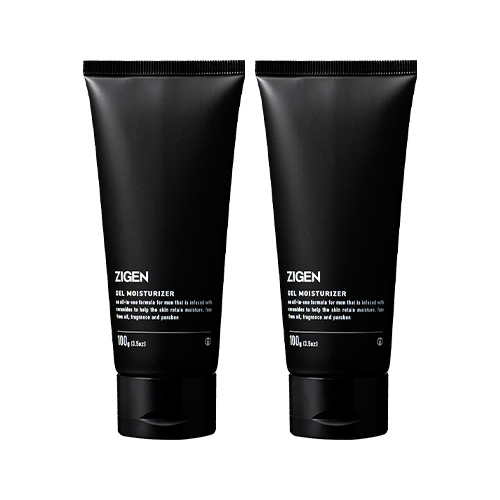 ZIGEN
GEL MOISTURIZER
an all-in-one formula for men that is infused with
ceramides to help the skin retain moisture. Free
from oil, fragrance and paraben
100g (3.5oz)
ZIGEN
GEL MOISTURIZER
an all-in-one formula for men that is infused with
ceramides to help the skin retain moisture. Free
from oil, fragrance and paraben
100g (3.5oz)